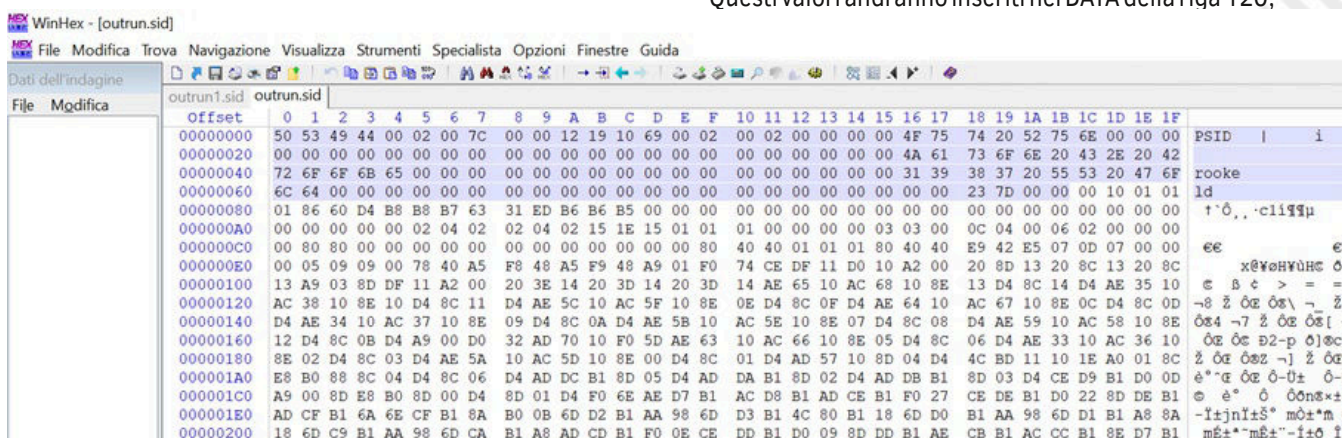 Questi valori andranno inseriti nel DATA della riga 120,
WinHex - [outrun.sid]
File Modifica Trova Navigazione Visualizza Strumenti Specialista Opzioni Finestre Guida
Dati dell'indagine
File Modifica
outrun1.sid outrun.sid
Offset 0 1 2 3 4 5 6 7 8 9 A B C D E F 10 11 12 13 14 15 16 17 18 19 1A 1B 1C 1D 1E 1F
00000000 50 53 49 44 00 02 00 7C 00 00 12 19 10 69 00 02 00 02 00 00 00 00 4F 75 74 20 52 75 6E 00 00 00 PSID | i
00000020 00 00 00 00 00 00 00 00 00 00 00 00 00 00 00 00 00 00 00 00 00 00 4A 61 73 6F 6E 20 43 2E 20 42
00000040 72 6F 6F 6B 65 00 00 00 00 00 00 00 00 00 00 00 00 00 00 00 00 00 31 39 38 37 20 55 53 20 47 6F rooke
00000060 6C 64 00 00 00 00 00 00 00 00 00 00 00 00 00 00 00 00 00 00 00 00 00 00 23 7D 00 00 00 10 01 01 ld
00000080 01 86 60 D4 B8 B8 B7 63 31 ED B6 B6 B5 00 00 00 00 00 00 00 00 00 00 00 00 00 00 00 00 00 00 00 †`Ô¸¸·c1í¶¶µ
000000A0 00 00 00 00 00 02 04 02 02 04 02 15 1E 15 01 01 01 00 00 00 00 03 03 00 0C 04 00 06 02 00 00 00
000000C0 00 80 80 00 00 00 00 00 00 00 00 00 00 00 00 80 40 40 01 01 01 80 40 40 E9 42 E5 07 0D 07 00 00 €€ €
000000E0 00 05 09 09 00 78 40 A5 F8 48 A5 F9 48 A9 01 F0 74 CE DF 11 D0 10 A2 00 20 8D 13 20 8C 13 20 8C x@¥øH¥ùH© ð
00000100 13 A9 03 8D DF 11 A2 00 20 3E 14 20 3D 14 20 3D 14 AE 65 10 AC 68 10 8E 13 D4 8C 14 D4 AE 35 10 © ß ¢ > = =
00000120 AC 38 10 8E 10 D4 8C 11 D4 AE 5C 10 AC 5F 10 8E 0E D4 8C 0F D4 AE 64 10 AC 67 10 8E 0C D4 8C 0D ¬8 Ž ÔŒ Ô®\ ¬_ Ž
00000140 D4 AE 34 10 AC 37 10 8E 09 D4 8C 0A D4 AE 5B 10 AC 5E 10 8E 07 D4 8C 08 D4 AE 59 10 AC 58 10 8E Ô®4 ¬7 Ž ÔŒ Ô®[
00000160 12 D4 8C 0B D4 A9 00 D0 32 AD 70 10 F0 5D AE 63 10 AC 66 10 8E 05 D4 8C 06 D4 AE 33 10 AC 36 10 ÔŒ Ô© Ð2-p ð]®c
00000180 8E 02 D4 8C 03 D4 AE 5A 10 AC 5D 10 8E 00 D4 8C 01 D4 AD 57 10 8D 04 D4 4C BD 11 10 1E A0 01 8C Ž ÔŒ Ô®Z ¬] Ž Ô
000001A0 E8 B0 88 8C 04 D4 8C 06 D4 AD DC B1 8D 05 D4 AD DA B1 8D 02 D4 AD DB B1 8D 03 D4 CE D9 B1 D0 0D è°ˆŒ ÔŒ Ô-Ü± Ô-
000001C0 A9 00 8D E8 B0 8D 00 D4 8D 01 D4 F0 6E AE D7 B1 AC D8 B1 AD CE B1 F0 27 CE DE B1 D0 22 8D DE B1 © è° Ô Ôðn®×±
000001E0 AD CF B1 6A 6E CF B1 8A B0 0B 6D D2 B1 AA 98 6D D3 B1 4C 80 B1 18 6D D0 B1 AA 98 6D D1 B1 A8 8A -Ï±jnÏ±Š° mÒ±ªm
00000200 18 6D C9 B1 AA 98 6D CA B1 A8 AD CD B1 F0 0E CE DD B1 D0 09 8D DD B1 AE CB B1 AC CC B1 8E D7 B1 mÉ±ª˜mÊ±¨-Í±ð